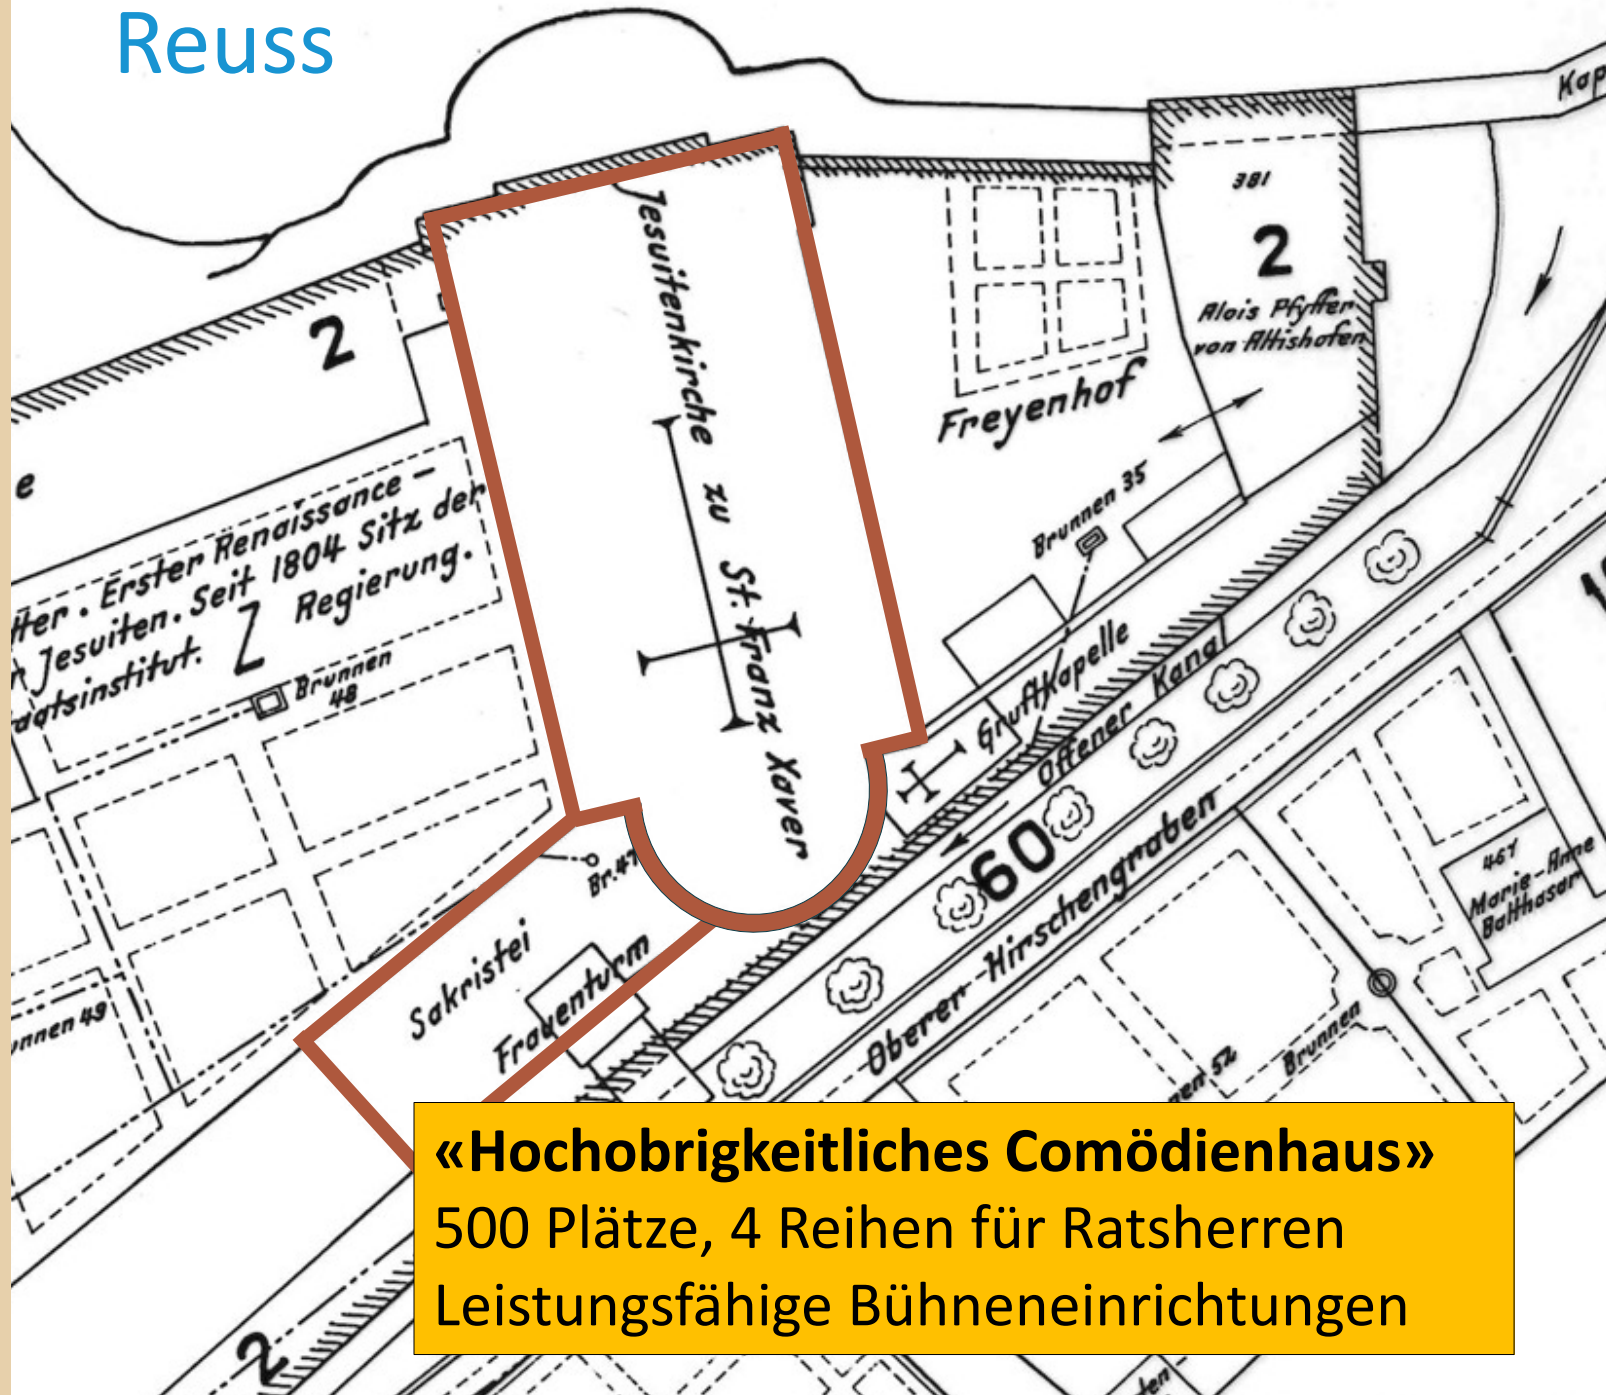 Reuss
381
2
Alois Pfyffer
von Altishofen
Jesuitenkirche zu St. Franz Xaver
2
Freyenhof
Brunnen 35
e
Erster Renaissance-
Jesuiten. Seit 1804 Sitz der
Regierung.
Brunnen
48
Gruftkapelle
Offener Kanal
60
Oberer Hirschengraben
Br. 47
467
Marie-Anne
Balthasar
Sakristei
Frauenturm
Brunnen
«Hochobrigkeitliches Comödienhaus»
500 Plätze, 4 Reihen für Ratsherren
Leistungsfähige Bühneneinrichtungen
2